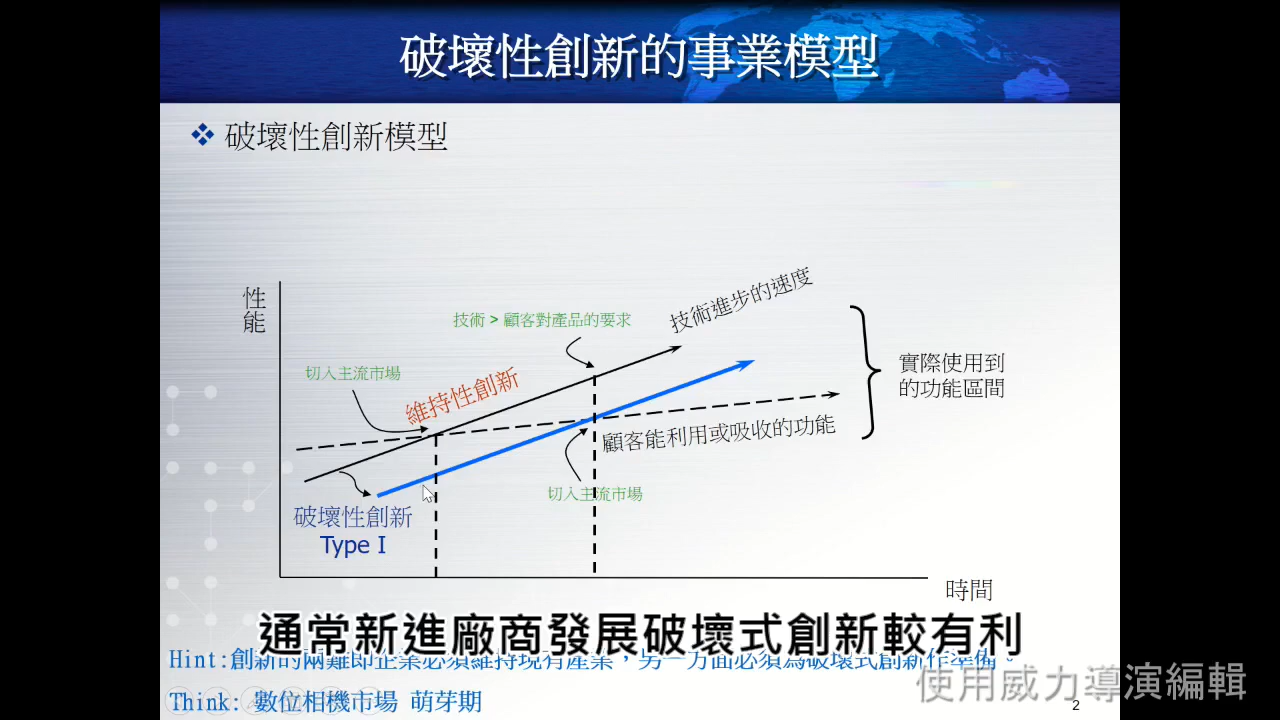 破壞性創新的事業模型
破壞性創新模型
性能
技術進步的速度
技術 > 顧客對產品的要求
切入主流市場
維持性創新
實際使用到
的功能區間
顧客能利用或吸收的功能
切入主流市場
破壞性創新
Type I
時間
通常新進廠商發展破壞式創新較有利
Hint:創新的兩難即企業必須維持現有產業，另一方面必須為破壞式創新作準備。
使用威力導演編輯
Think: 數位相機市場 萌芽期
2